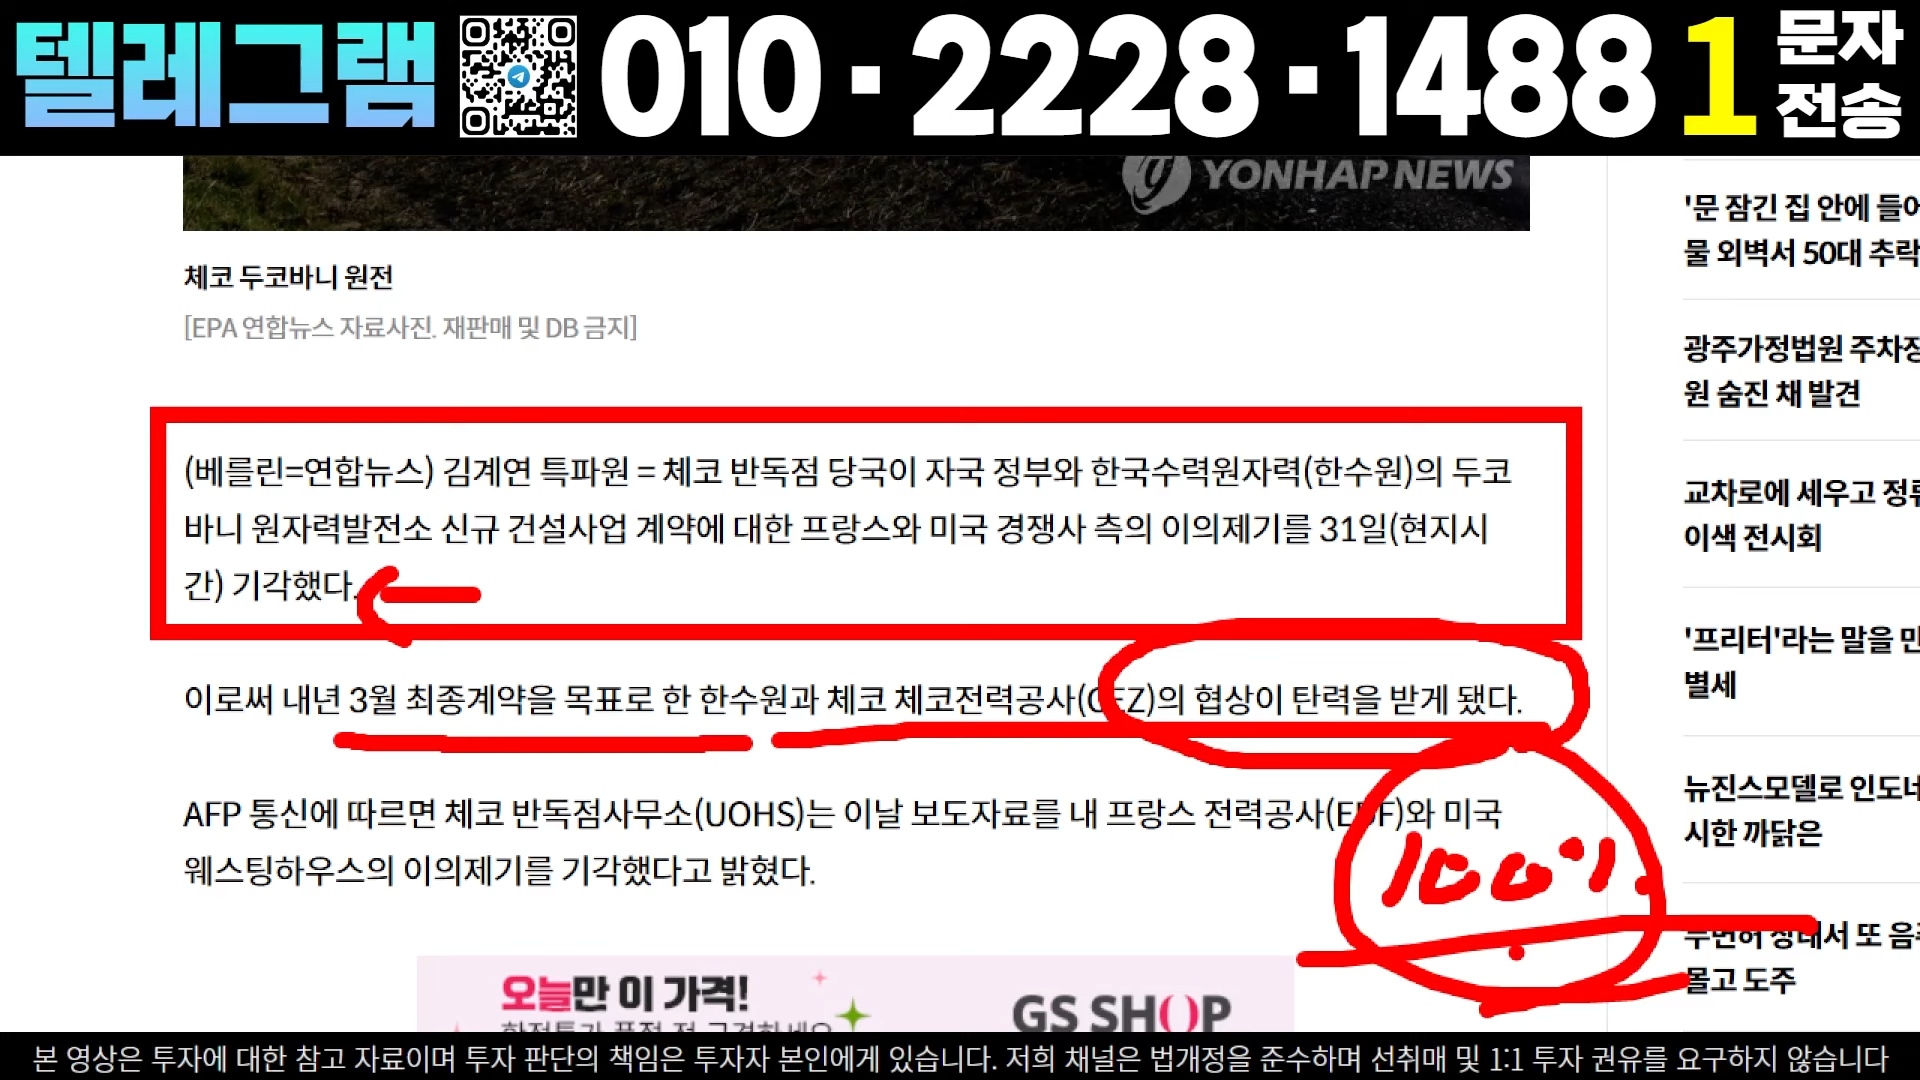 텔레그램
010·2228·1488 1 문자
전송
YONHAP NEWS
체코 두코바니 원전
[EPA 연합뉴스 자료사진. 재판매 및 DB 금지]
(베를린=연합뉴스) 김계연 특파원 = 체코 반독점 당국이 자국 정부와 한국수력원자력(한수원)의 두코
바니 원자력발전소 신규 건설사업 계약에 대한 프랑스와 미국 경쟁사 측의 이의제기를 31일(현지시
간) 기각했다.
이로써 내년 3월 최종계약을 목표로 한 한수원과 체코 체코전력공사(CEZ)의 협상이 탄력을 받게 됐다.
AFP 통신에 따르면 체코 반독점사무소(UOHS)는 이날 보도자료를 내 프랑스 전력공사(EDF)와 미국
웨스팅하우스의 이의제기를 기각했다고 밝혔다.
100%
오늘만 이 가격!
GS SHOP
'문 잠긴 집 안에 들어
물 외벽서 50대 추락
광주가정법원 주차장
원 숨진 채 발견
교차로에 세우고 정류
이색 전시회
'프리터'라는 말을 만
별세
뉴진스모델로 인도네
시한 까닭은
무면허 상태서 또 음주
몰고 도주
본 영상은 투자에 대한 참고 자료이며 투자 판단의 책임은 투자자 본인에게 있습니다. 저희 채널은 법개정을 준수하며 선취매 및 1:1 투자 권유를 요구하지 않습니다